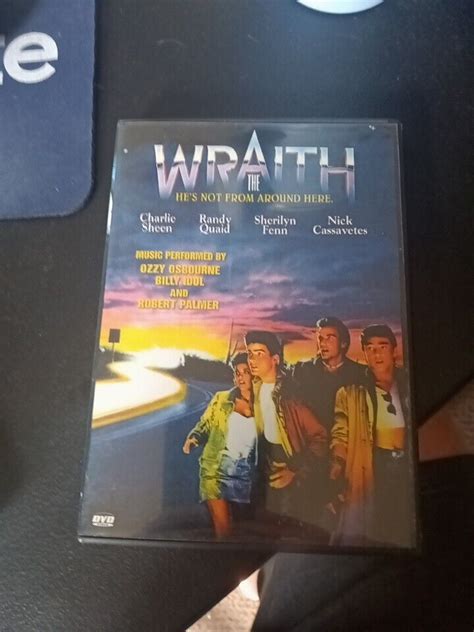 te
THE
WRAITH
HE'S NOT FROM AROUND HERE.
Charlie Sheen
Randy Quaid
Sherilyn Fenn
Nick Cassavetes
MUSIC PERFORMED BY
OZZY OSBOURNE
BILLY IDOL
AND
ROBERT PALMER
DVD